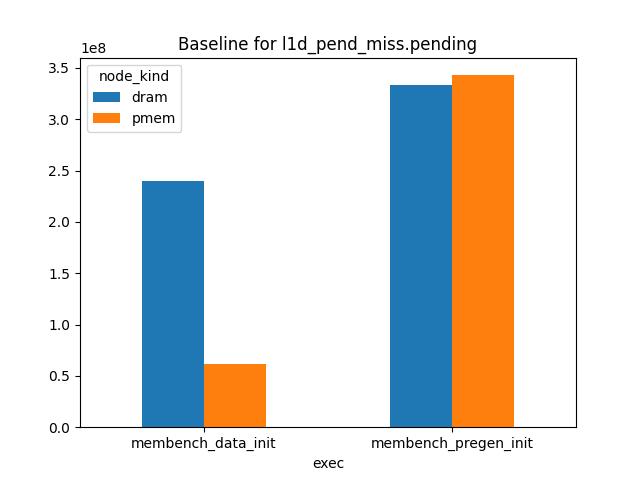 Baseline for l1d_pend_miss.pending
1e8
node_kind
dram
pmem
3.5
3.0
2.5
2.0
1.5
1.0
0.5
0.0
membench_data_init
membench_pregen_init
exec